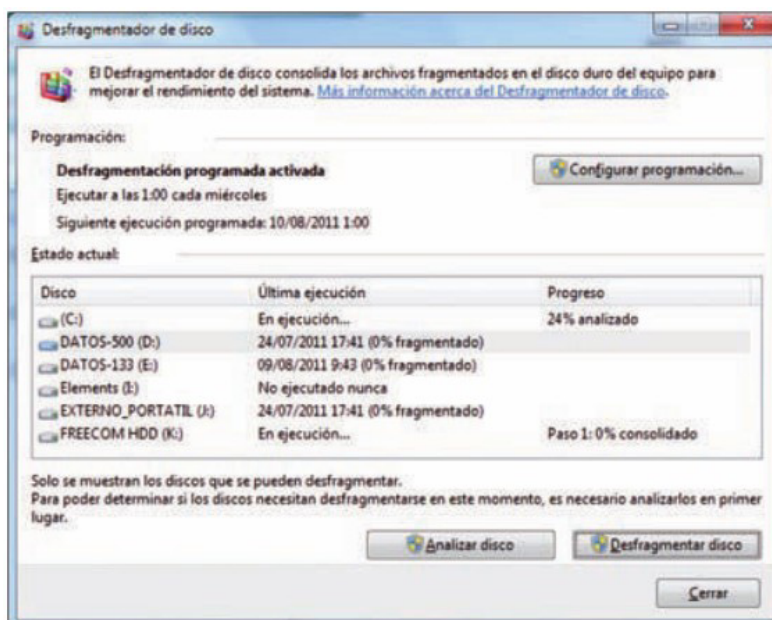 Desfragmentador de disco
El Desfragmentador de disco consolida los archivos fragmentados en el disco duro del equipo para
mejorar el rendimiento del sistema. Más información acerca del Desfragmentador de disco.
Programación:
Desfragmentación programada activada
Configurar programación...
Ejecutar a las 1:00 cada miércoles
Siguiente ejecución programada: 10/08/2011 1:00
Estado actual:
Disco Última ejecución Progreso
(C:) En ejecución... 24% analizado
DATOS-500 (D:) 24/07/2011 17:41 (0% fragmentado)
DATOS-133 (E:) 09/08/2011 9:43 (0% fragmentado)
Elements (I:) No ejecutado nunca
EXTERNO_PORTATIL (J:) 24/07/2011 17:41 (0% fragmentado)
FREECOM HDD (K:) En ejecución... Paso 1: 0% consolidado
Solo se muestran los discos que se pueden desfragmentar.
Para poder determinar si los discos necesitan desfragmentarse en este momento, es necesario analizarlos en primer
lugar.
Analizar disco Desfragmentar disco
Cerrar